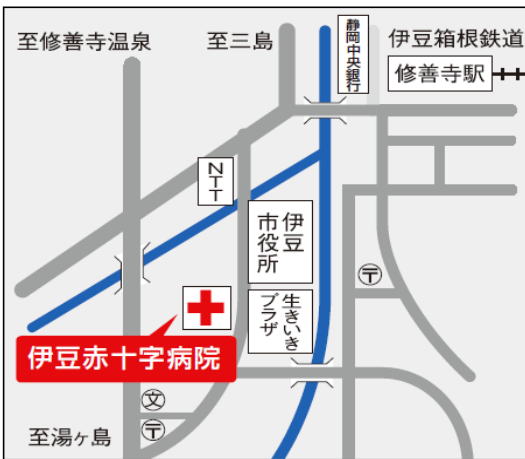 至修善寺温泉
至三島
静岡中央銀行
伊豆箱根鉄道
修善寺駅
NTT
伊豆
市役所
〒
生きいき
プラザ
伊豆赤十字病院
文
〒
至湯ヶ島